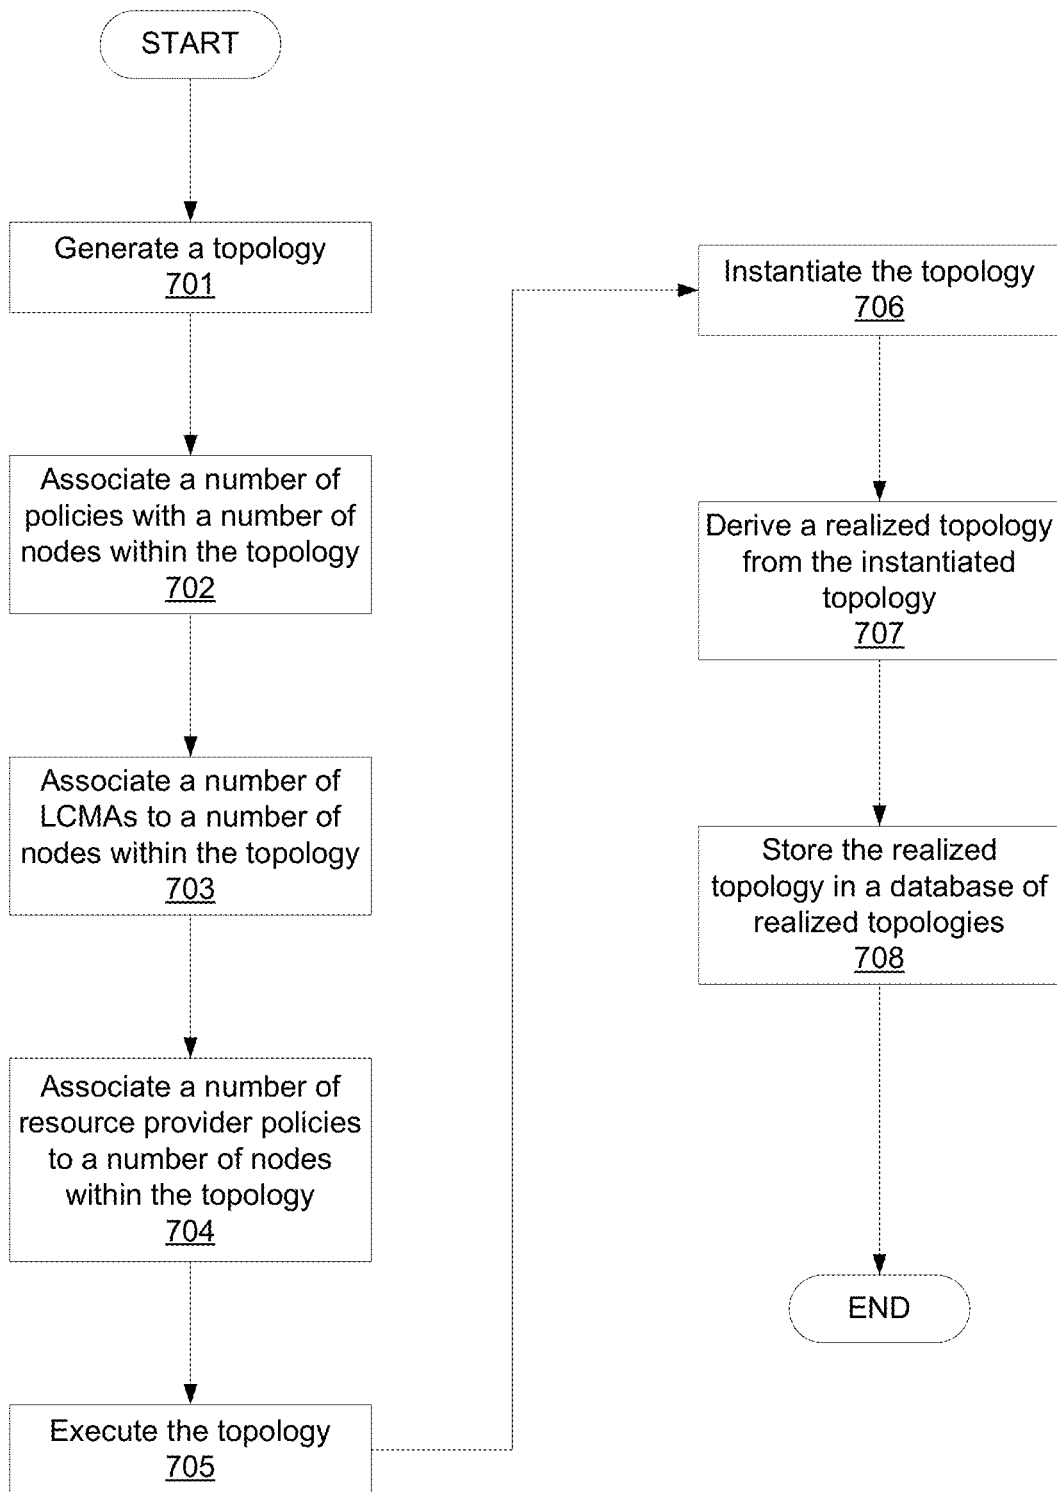 START
Generate a topology
701
Associate a number of
policies with a number of
nodes within the topology
702
Associate a number of
LCMAs to a number of
nodes within the topology
703
Associate a number of
resource provider policies
to a number of nodes
within the topology
704
Execute the topology
705
Instantiate the topology
706
Derive a realized topology
from the instantiated
topology
707
Store the realized
topology in a database of
realized topologies
708
END